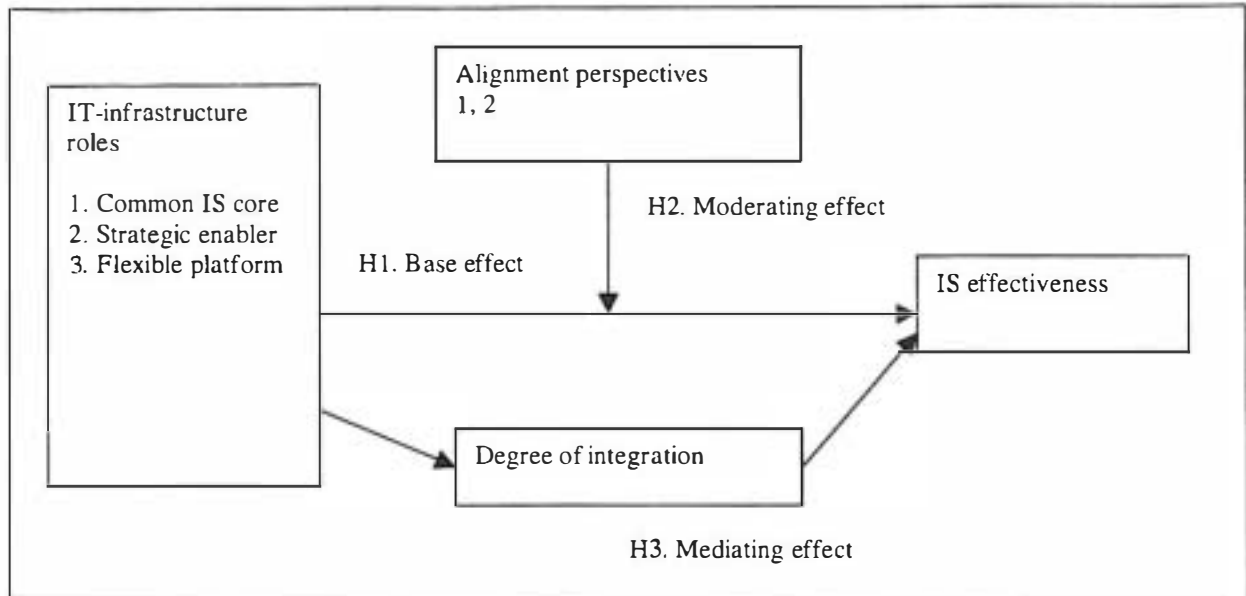 Alignment perspectives
1, 2
IT-infrastructure
roles
1. Common IS core
2. Strategic enabler
3. Flexible platform
H2. Moderating effect
H1. Base effect
IS effectiveness
Degree of integration
H3. Mediating effect